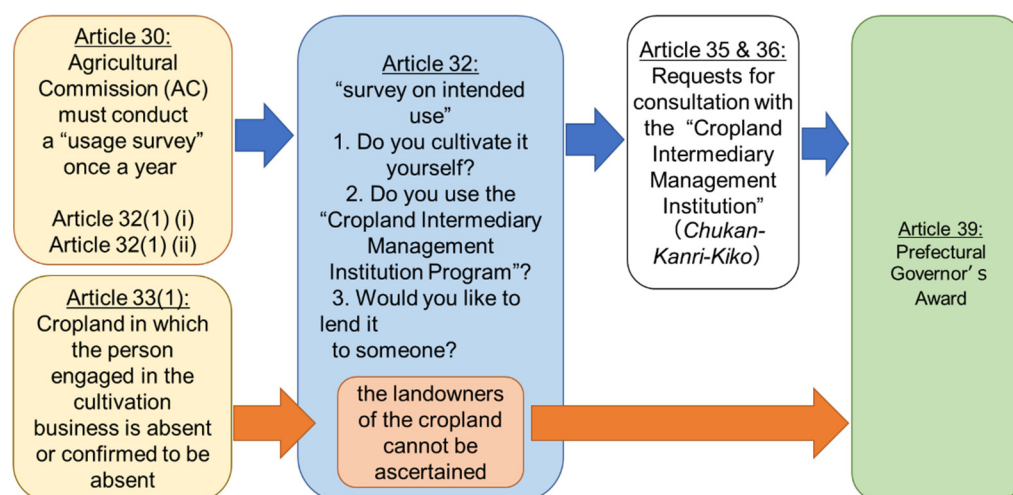 Article 30:
Agricultural
Commission (AC)
must conduct
a “usage survey”
once a year
Article 32(1) (i)
Article 32(1) (ii)
Article 33(1):
Cropland in which
the person
engaged in the
cultivation
business is absent
or confirmed to be
absent
Article 32:
“survey on intended
use”
1. Do you cultivate it
yourself?
2. Do you use the
“Cropland Intermediary
Management
Institution Program”?
3. Would you like to
lend it
to someone?
the landowners
of the cropland
cannot be
ascertained
Article 35 & 36:
Requests for
consultation with
the “Cropland
Intermediary
Management
Institution”
（Chukan-
Kanri-Kiko）
Article 39:
Prefectural
Governor’s
Award